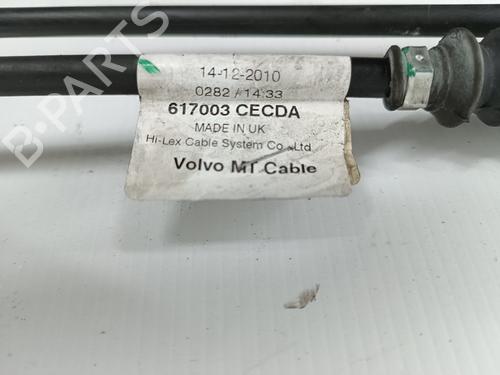 14-12-2010
0282 / 14:33
617003 CECDA
MADE IN UK
Hi-Lex Cable System Co.,Ltd
Volvo MT Cable